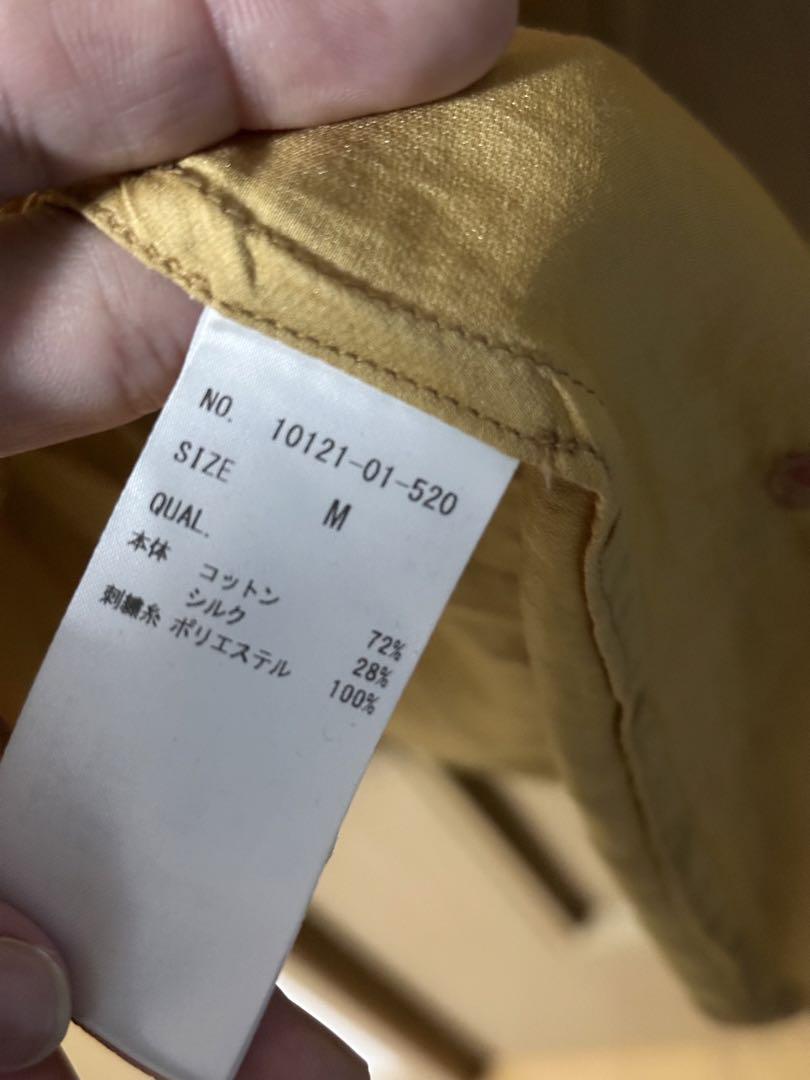 NO. 10121-01-520
SIZE M
QUAL.
本体 コットン 72%
シルク 28%
刺繍糸 ポリエステル 100%